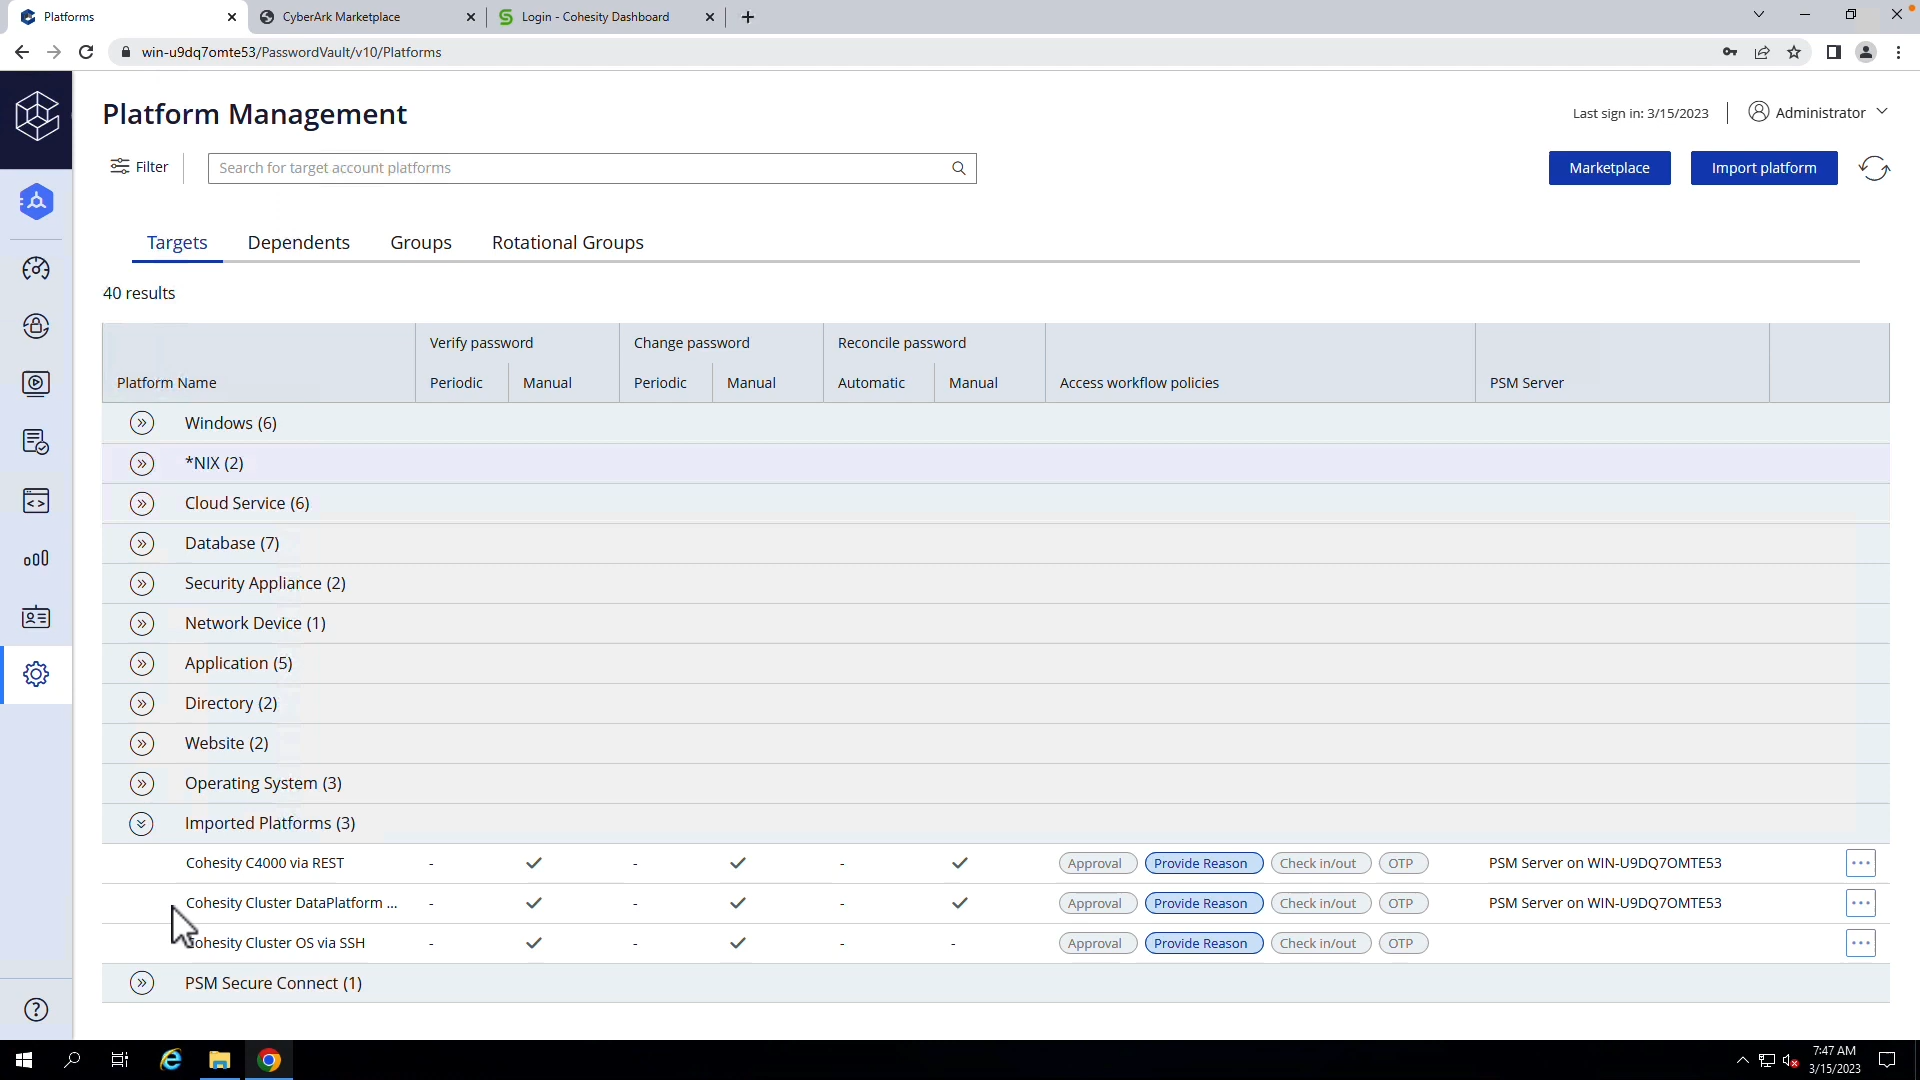 Platforms
CyberArk Marketplace
Login - Cohesity Dashboard
win-u9dq7omte53/PasswordVault/v10/Platforms
Platform Management
Last sign in: 3/15/2023
Administrator
Filter
Search for target account platforms
Marketplace
Import platform
Targets
Dependents
Groups
Rotational Groups
40 results
Verify password
Change password
Reconcile password
Platform Name
Periodic
Manual
Periodic
Manual
Automatic
Manual
Access workflow policies
PSM Server
Windows (6)
*NIX (2)
Cloud Service (6)
Database (7)
Security Appliance (2)
Network Device (1)
Application (5)
Directory (2)
Website (2)
Operating System (3)
Imported Platforms (3)
Cohesity C4000 via REST - - - Approval Provide Reason Check in/out OTP PSM Server on WIN-U9DQ7OMTE53
Cohesity Cluster DataPlatform ... - - - Approval Provide Reason Check in/out OTP PSM Server on WIN-U9DQ7OMTE53
Cohesity Cluster OS via SSH - - - - Approval Provide Reason Check in/out OTP
PSM Secure Connect (1)
7:47 AM
3/15/2023